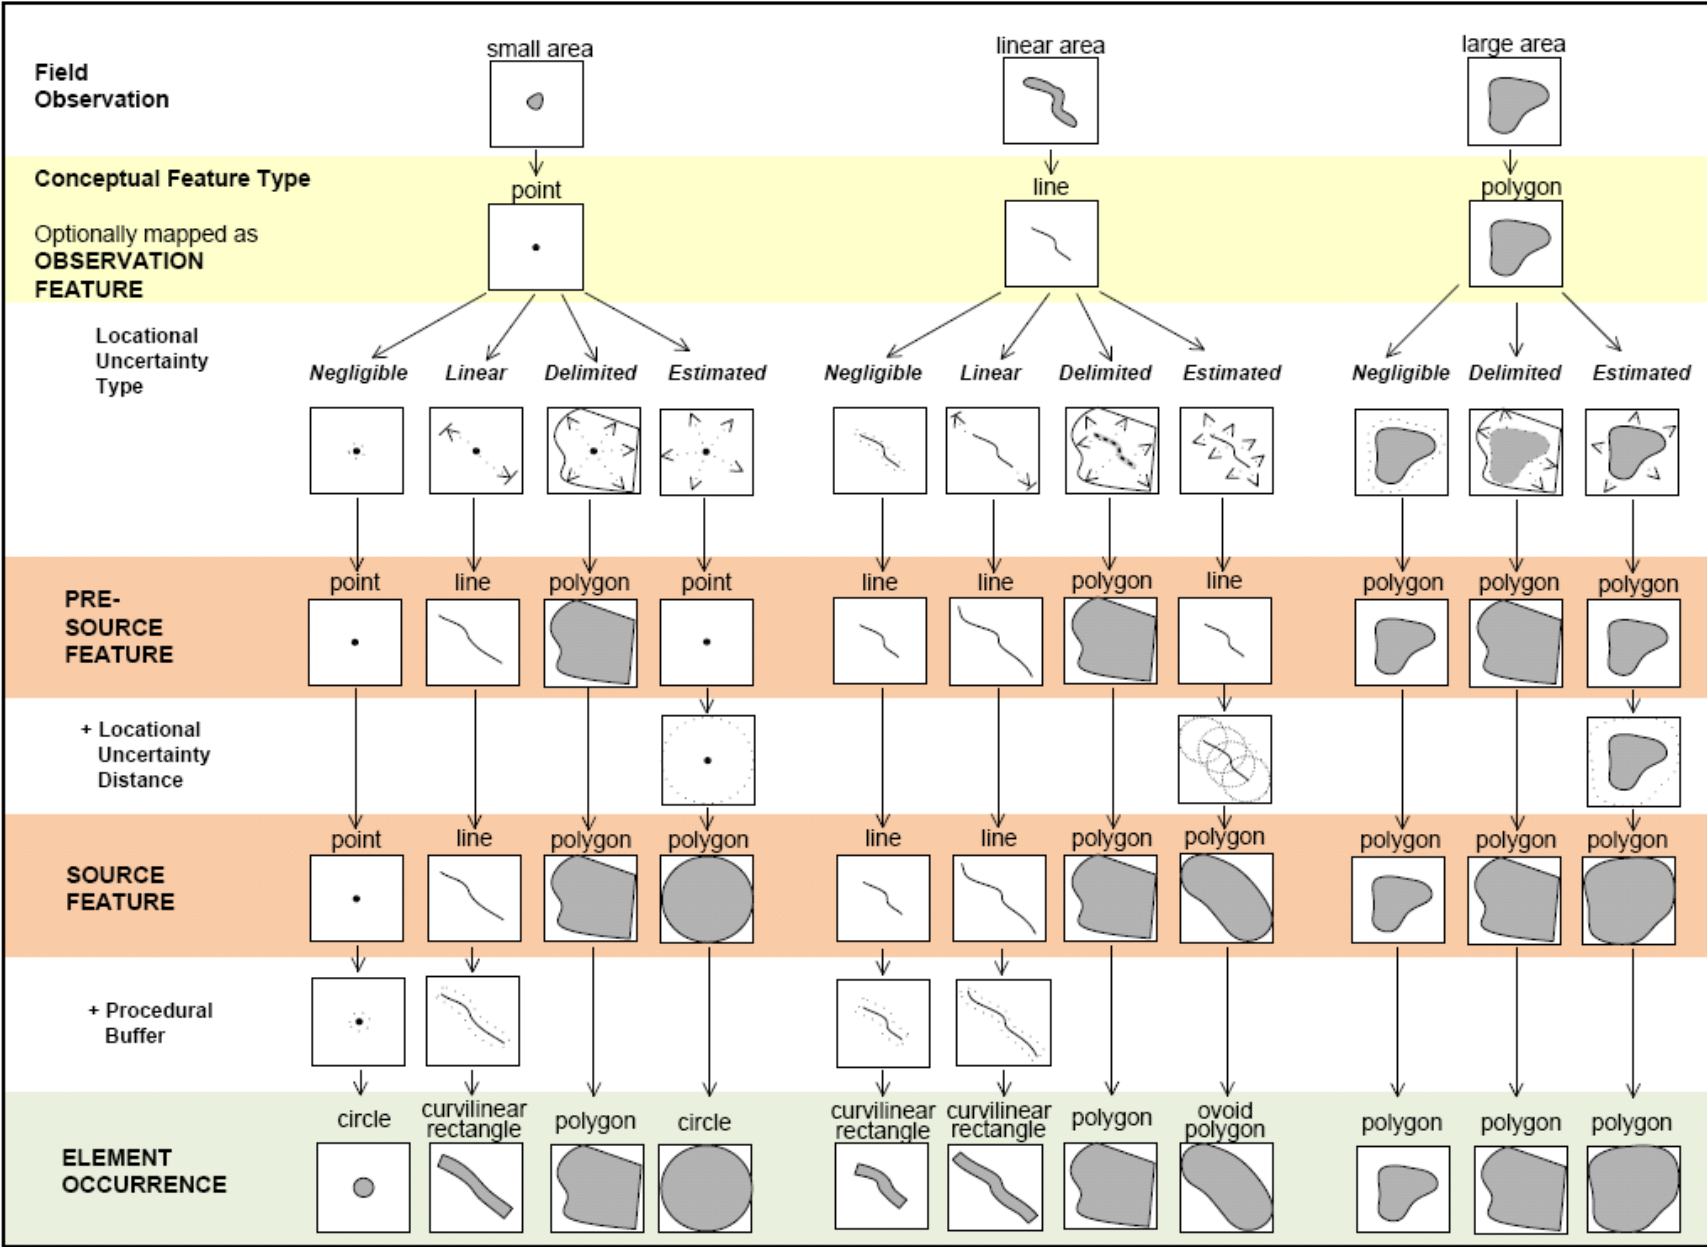 small area
linear area
large area
Field
Observation
Conceptual Feature Type
point
line
polygon
Optionally mapped as
OBSERVATION
FEATURE
Locational
Uncertainty
Type
Negligible
Linear
Delimited
Estimated
Negligible
Linear
Delimited
Estimated
Negligible
Delimited
Estimated
point
line
polygon
point
line
line
polygon
line
polygon
polygon
polygon
PRE-
SOURCE
FEATURE
+ Locational
Uncertainty
Distance
point
line
polygon
polygon
line
line
polygon
polygon
polygon
polygon
polygon
SOURCE
FEATURE
+ Procedural
Buffer
circle
curvilinear
rectangle
polygon
circle
curvilinear
rectangle
curvilinear
rectangle
polygon
ovoid
polygon
polygon
polygon
polygon
ELEMENT
OCCURRENCE